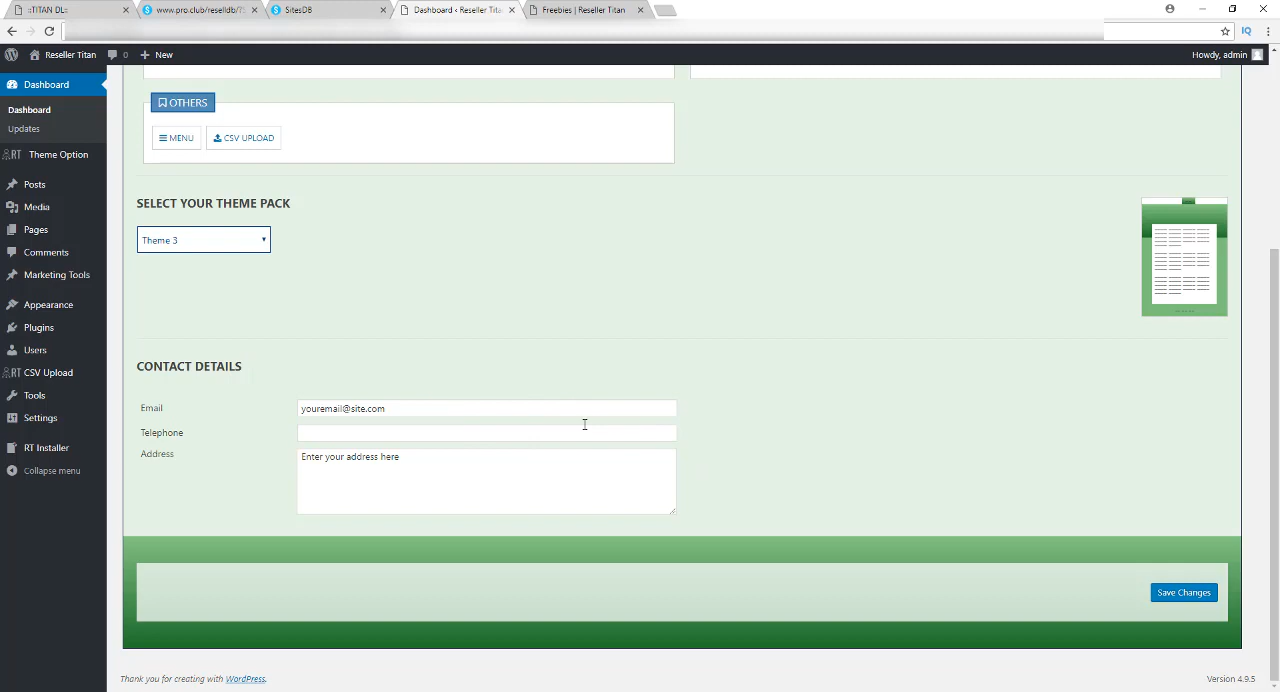 ::TITAN DL::
www.pro.club/reselldb/?S
SitesDB
Dashboard ‹ Reseller Tita
Freebies | Reseller Titan
IQ
Reseller Titan
0
New
Howdy, admin
Dashboard
Dashboard
Updates
RT Theme Option
Posts
Media
Pages
Comments
Marketing Tools
Appearance
Plugins
Users
RT CSV Upload
Tools
Settings
RT Installer
Collapse menu
OTHERS
MENU
CSV UPLOAD
SELECT YOUR THEME PACK
Theme 3
CONTACT DETAILS
Email
youremail@site.com
Telephone
Address
Enter your address here
Save Changes
Thank you for creating with WordPress.
Version 4.9.5